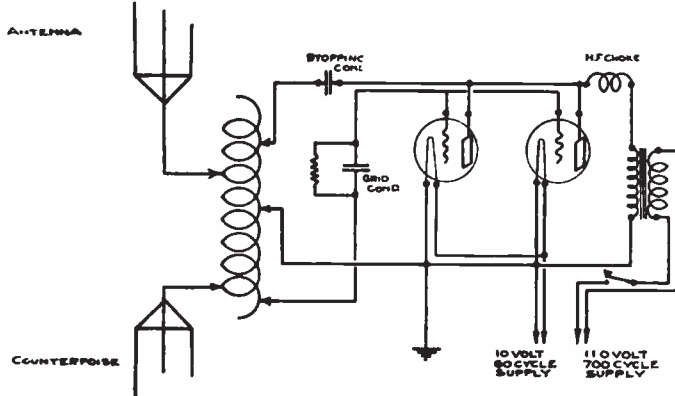 ANTENNA
STOPPING
COND.
H.F. CHOKE
GRID
COND.
COUNTERPOISE
10 VOLT
60 CYCLE
SUPPLY
110 VOLT
700 CYCLE
SUPPLY